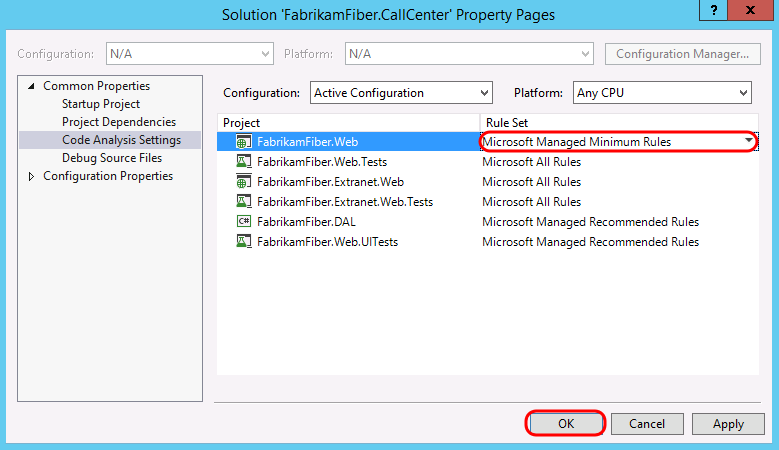 Solution 'FabrikamFiber.CallCenter' Property Pages
? X
Configuration: N/A Platform: N/A Configuration Manager...
Common Properties
Startup Project
Project Dependencies
Code Analysis Settings
Debug Source Files
Configuration Properties
Configuration: Active Configuration Platform: Any CPU
Project Rule Set
FabrikamFiber.Web Microsoft Managed Minimum Rules
FabrikamFiber.Web.Tests Microsoft All Rules
FabrikamFiber.Extranet.Web Microsoft All Rules
FabrikamFiber.Extranet.Web.Tests Microsoft All Rules
C# FabrikamFiber.DAL Microsoft Managed Recommended Rules
FabrikamFiber.Web.UITests Microsoft Managed Recommended Rules
OK Cancel Apply